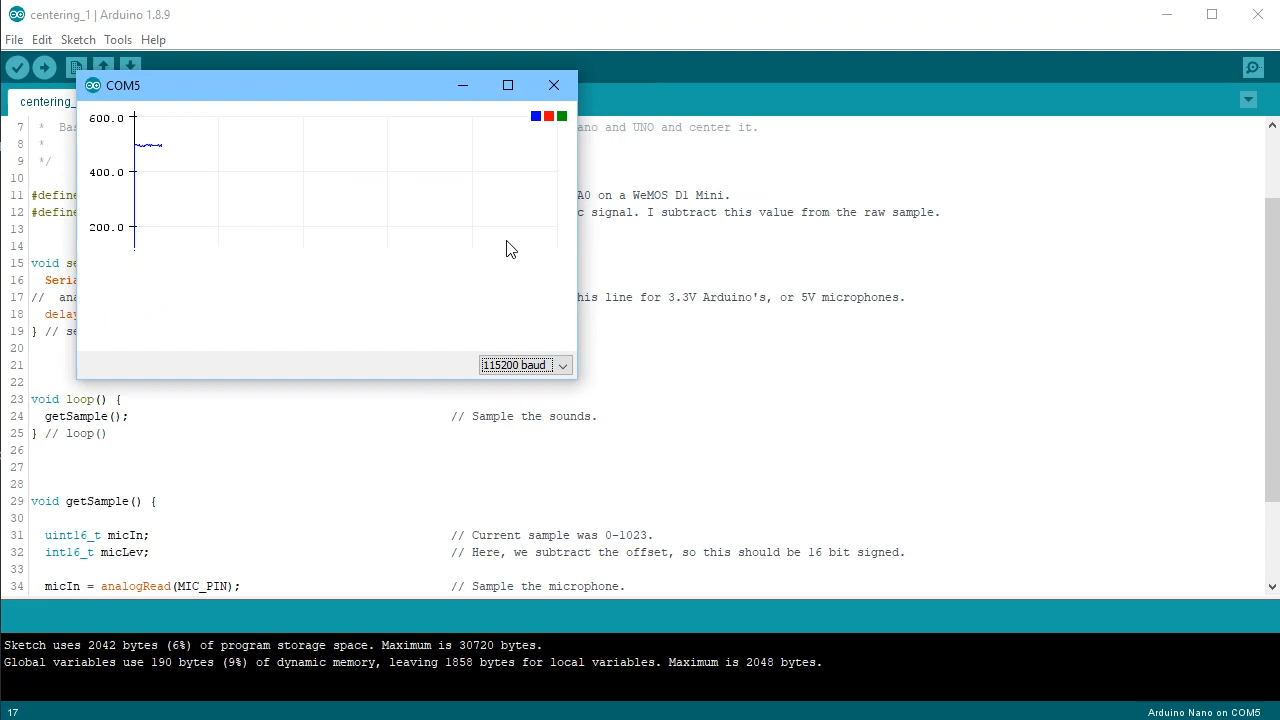 centering_1 | Arduino 1.8.9
File Edit Sketch Tools Help
centering_
COM5
600.0
400.0
200.0
115200 baud
7 * Bas ano and UNO and center it.
8 *
9 */
10
11 #define A0 on a WeMOS D1 Mini.
12 #define c signal. I subtract this value from the raw sample.
13
14
15 void se
16 Seria
17 // ana his line for 3.3V Arduino's, or 5V microphones.
18 delay
19 } // se
20
21
22
23 void loop() {
24 getSample(); // Sample the sounds.
25 } // loop()
26
27
28
29 void getSample() {
30
31 uint16_t micIn; // Current sample was 0-1023.
32 int16_t micLev; // Here, we subtract the offset, so this should be 16 bit signed.
33
34 micIn = analogRead(MIC_PIN); // Sample the microphone.
Sketch uses 2042 bytes (6%) of program storage space. Maximum is 30720 bytes.
Global variables use 190 bytes (9%) of dynamic memory, leaving 1858 bytes for local variables. Maximum is 2048 bytes.
17 Arduino Nano on COM5